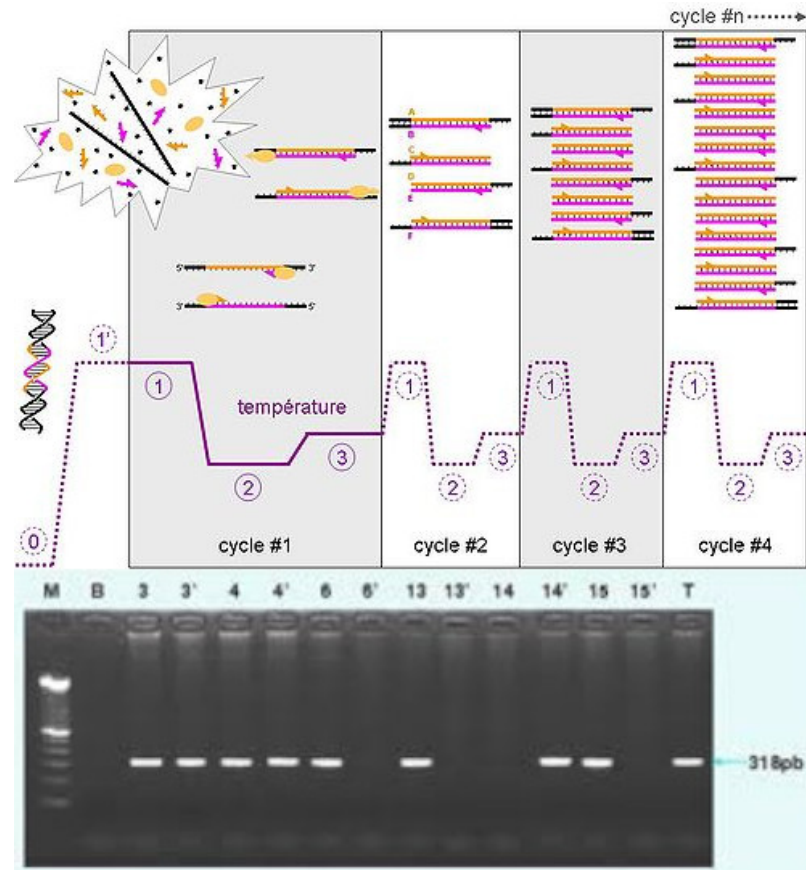 cycle #n
A
B
C
D
E
F
5' 3'
3' 5'
1'
1 1 1 1
température
3 3 3 3
2 2 2 2
0
cycle #1 cycle #2 cycle #3 cycle #4
M B 3 3' 4 4' 6 6' 13 13' 14 14' 15 15' T
318pb